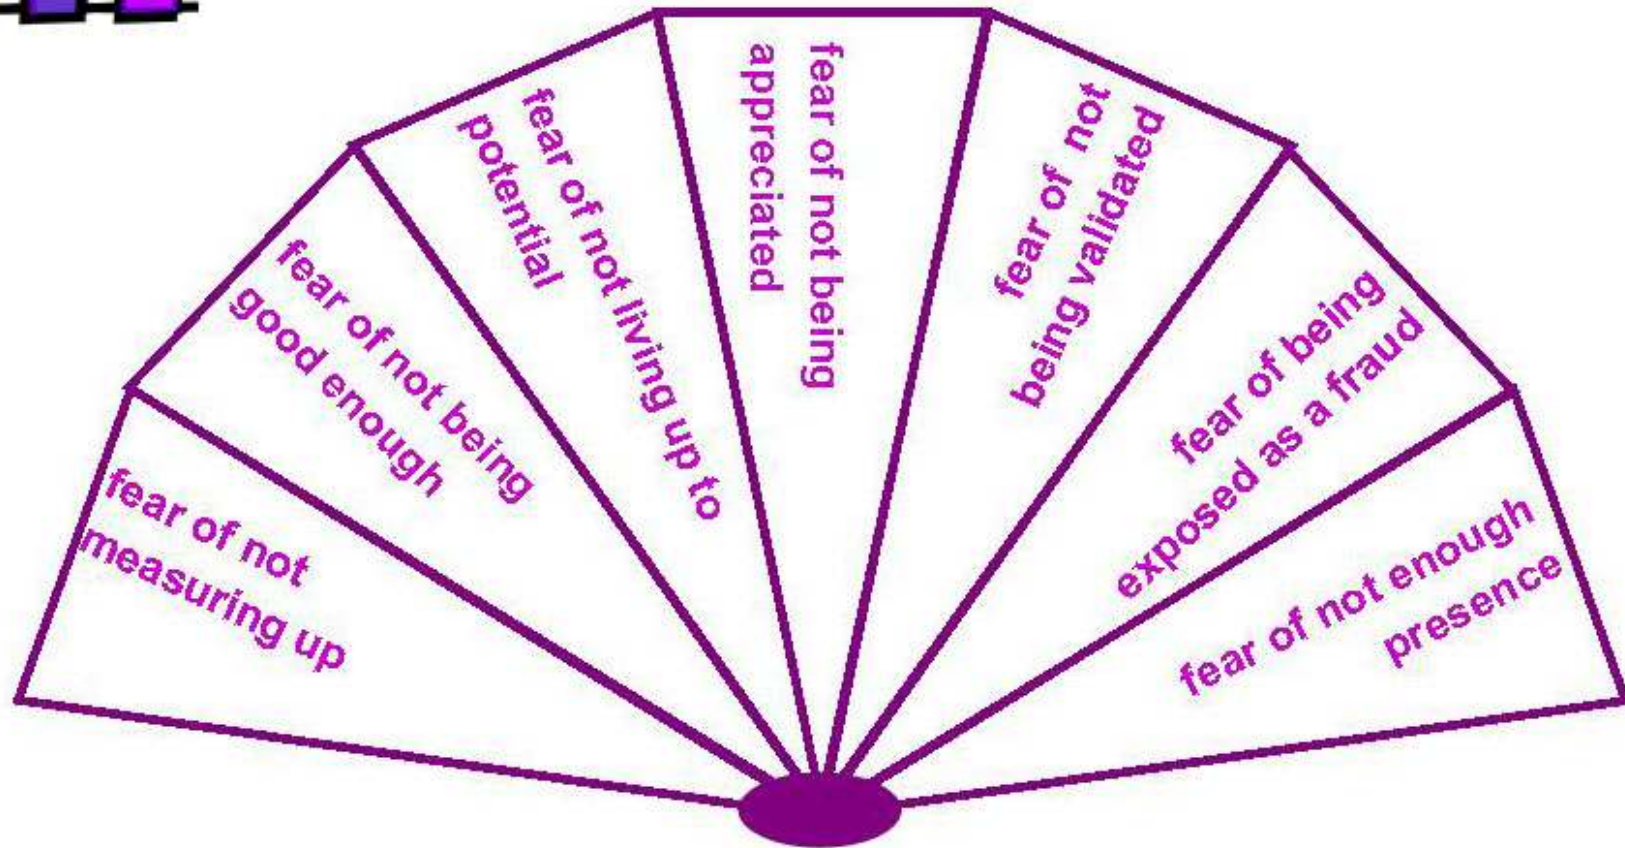 fear of not
measuring up
fear of not being
good enough
fear of not living up to
potential
fear of not being
appreciated
fear of not
being validated
fear of being
exposed as a fraud
fear of not enough
presence